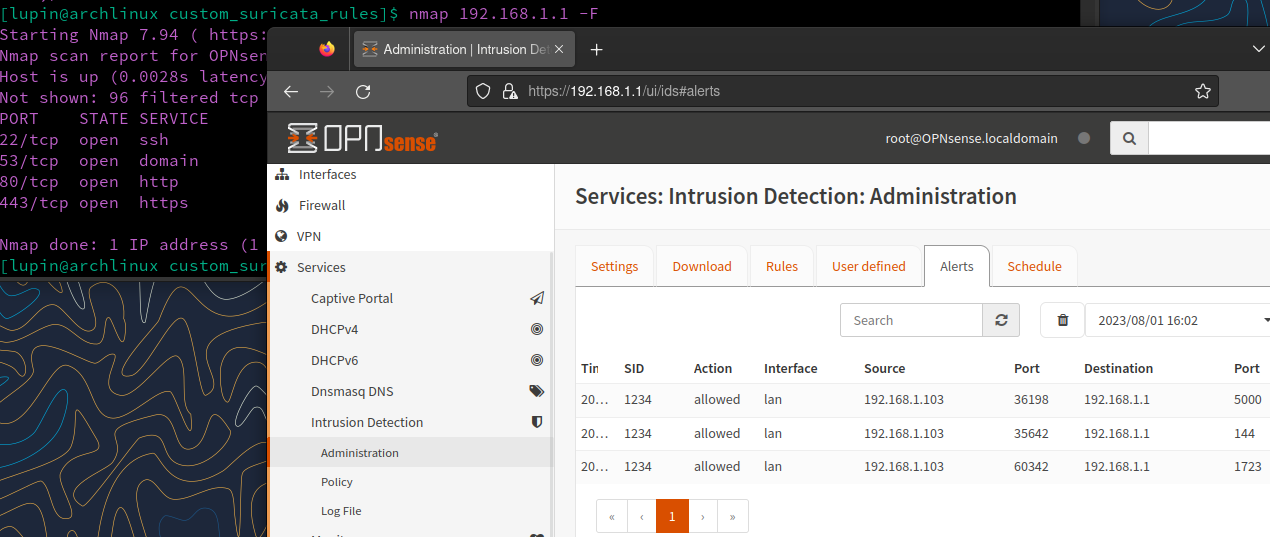 [lupin@archlinux custom_suricata_rules]$ nmap 192.168.1.1 -F
Starting Nmap 7.94 ( https:
Nmap scan report for OPNsen
Host is up (0.0028s latency
Not shown: 96 filtered tcp
PORT STATE SERVICE
22/tcp open ssh
53/tcp open domain
80/tcp open http
443/tcp open https
Nmap done: 1 IP address (1
[lupin@archlinux custom_sur
Administration | Intrusion Det
https://192.168.1.1/ui/ids#alerts
OPNsense
root@OPNsense.localdomain
Interfaces
Firewall
VPN
Services
Captive Portal
DHCPv4
DHCPv6
Dnsmasq DNS
Intrusion Detection
Administration
Policy
Log File
Services: Intrusion Detection: Administration
Settings Download Rules User defined Alerts Schedule
Search 2023/08/01 16:02
Tim SID Action Interface Source Port Destination Port
20... 1234 allowed lan 192.168.1.103 36198 192.168.1.1 5000
20... 1234 allowed lan 192.168.1.103 35642 192.168.1.1 144
20... 1234 allowed lan 192.168.1.103 60342 192.168.1.1 1723
« ‹ 1 › »